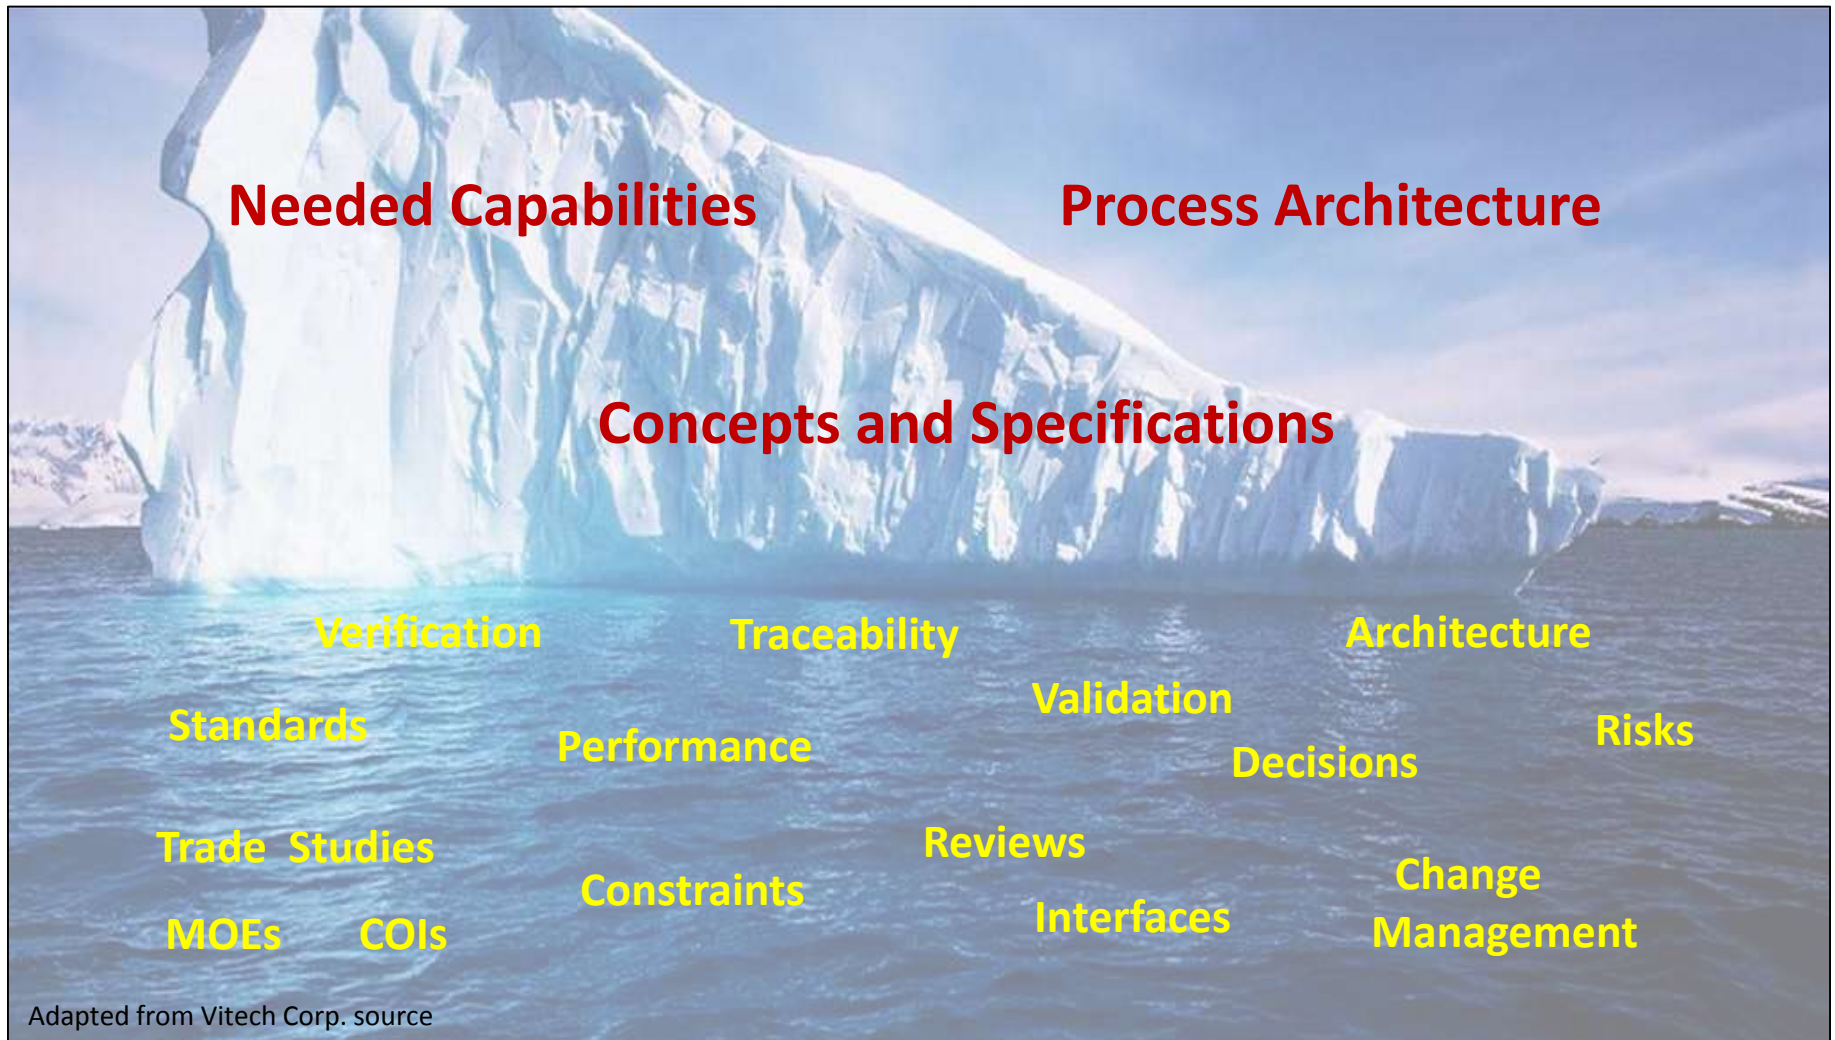 Needed Capabilities
Process Architecture
Concepts and Specifications
Verification
Traceability
Architecture
Validation
Standards
Performance
Decisions
Risks
Trade  Studies
Reviews
Constraints
Change
Management
MOEs
COIs
Interfaces
Adapted from Vitech Corp. source